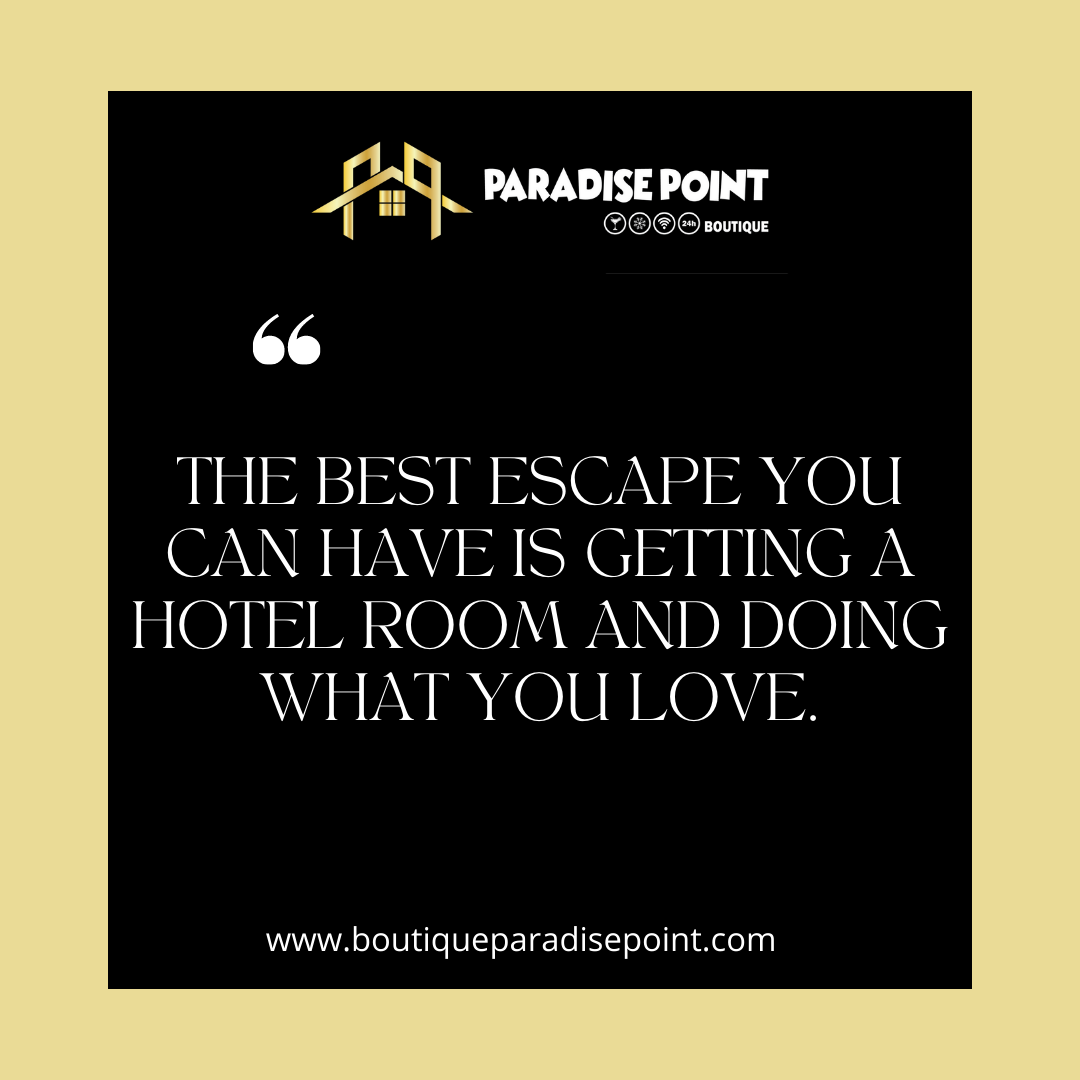 PARADISE POINT
24h BOUTIQUE
“
THE BEST ESCAPE YOU
CAN HAVE IS GETTING A
HOTEL ROOM AND DOING
WHAT YOU LOVE.
www.boutiqueparadisepoint.com